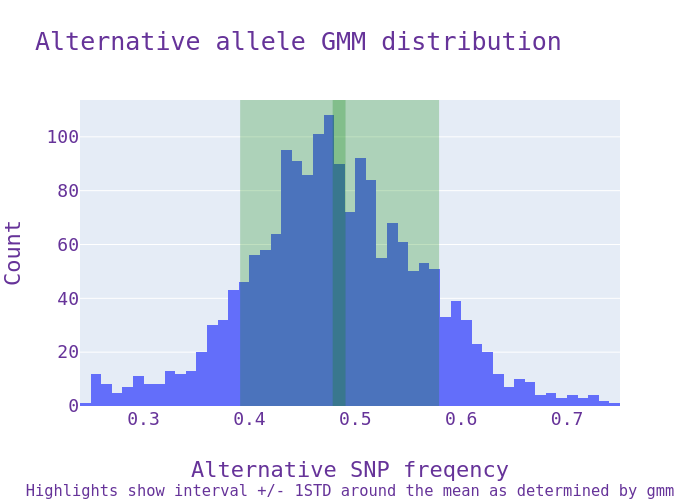 Alternative allele GMM distribution
Count
100
80
60
40
20
0
0.3 0.4 0.5 0.6 0.7
Alternative SNP freqency
Highlights show interval +/- 1STD around the mean as determined by gmm